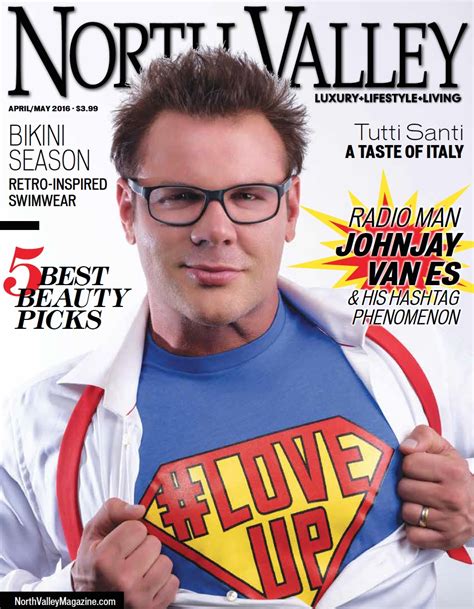 NORTH VALLEY
LUXURY+LIFESTYLE+LIVING
APRIL/MAY 2016 · $3.99
BIKINI
SEASON
RETRO-INSPIRED
SWIMWEAR
Tutti Santi
A TASTE OF ITALY
5 BEST
BEAUTY
PICKS
RADIO MAN
JOHNJAY
VAN ES
& HIS HASHTAG
PHENOMENON
#LOVE
UP
NorthValleyMagazine.com